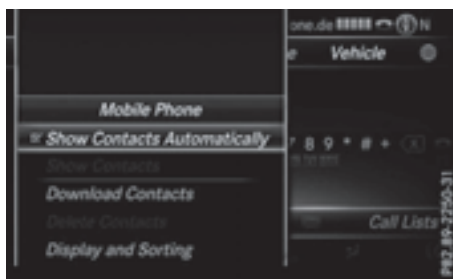 one.de N
e Vehicle
Mobile Phone
Show Contacts Automatically
7 8 9 * # +
Show Contacts
Download Contacts
Delete Contacts
Call Lists
Display and Sorting
P82.89-2250-31